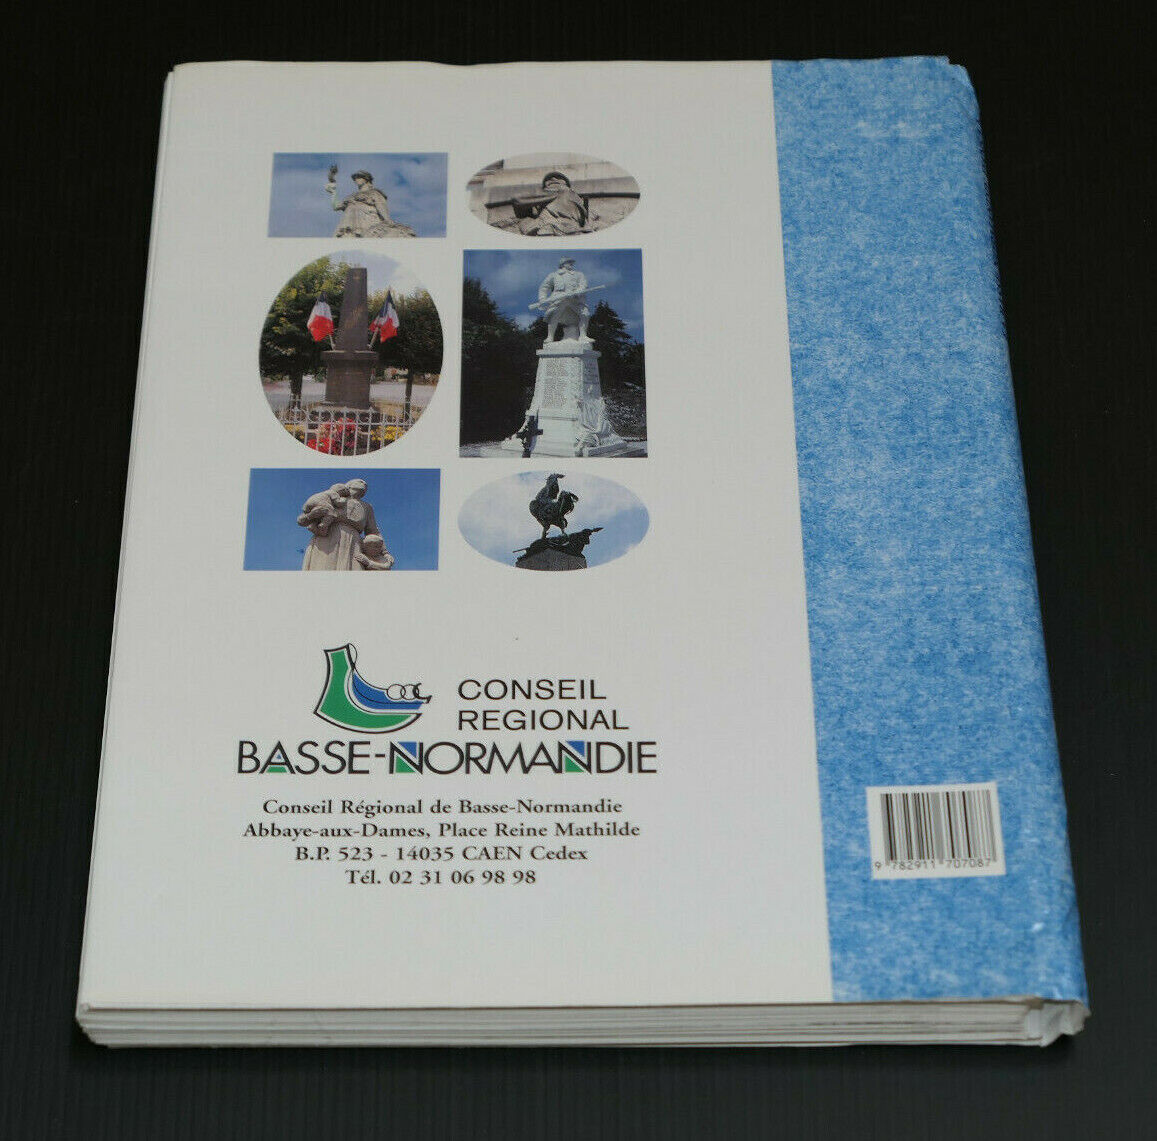 CONSEIL
REGIONAL
BASSE-NORMANDIE
Conseil Régional de Basse-Normandie
Abbaye-aux-Dames, Place Reine Mathilde
B.P. 523 - 14035 CAEN Cedex
Tél. 02 31 06 98 98
9 782911 707087